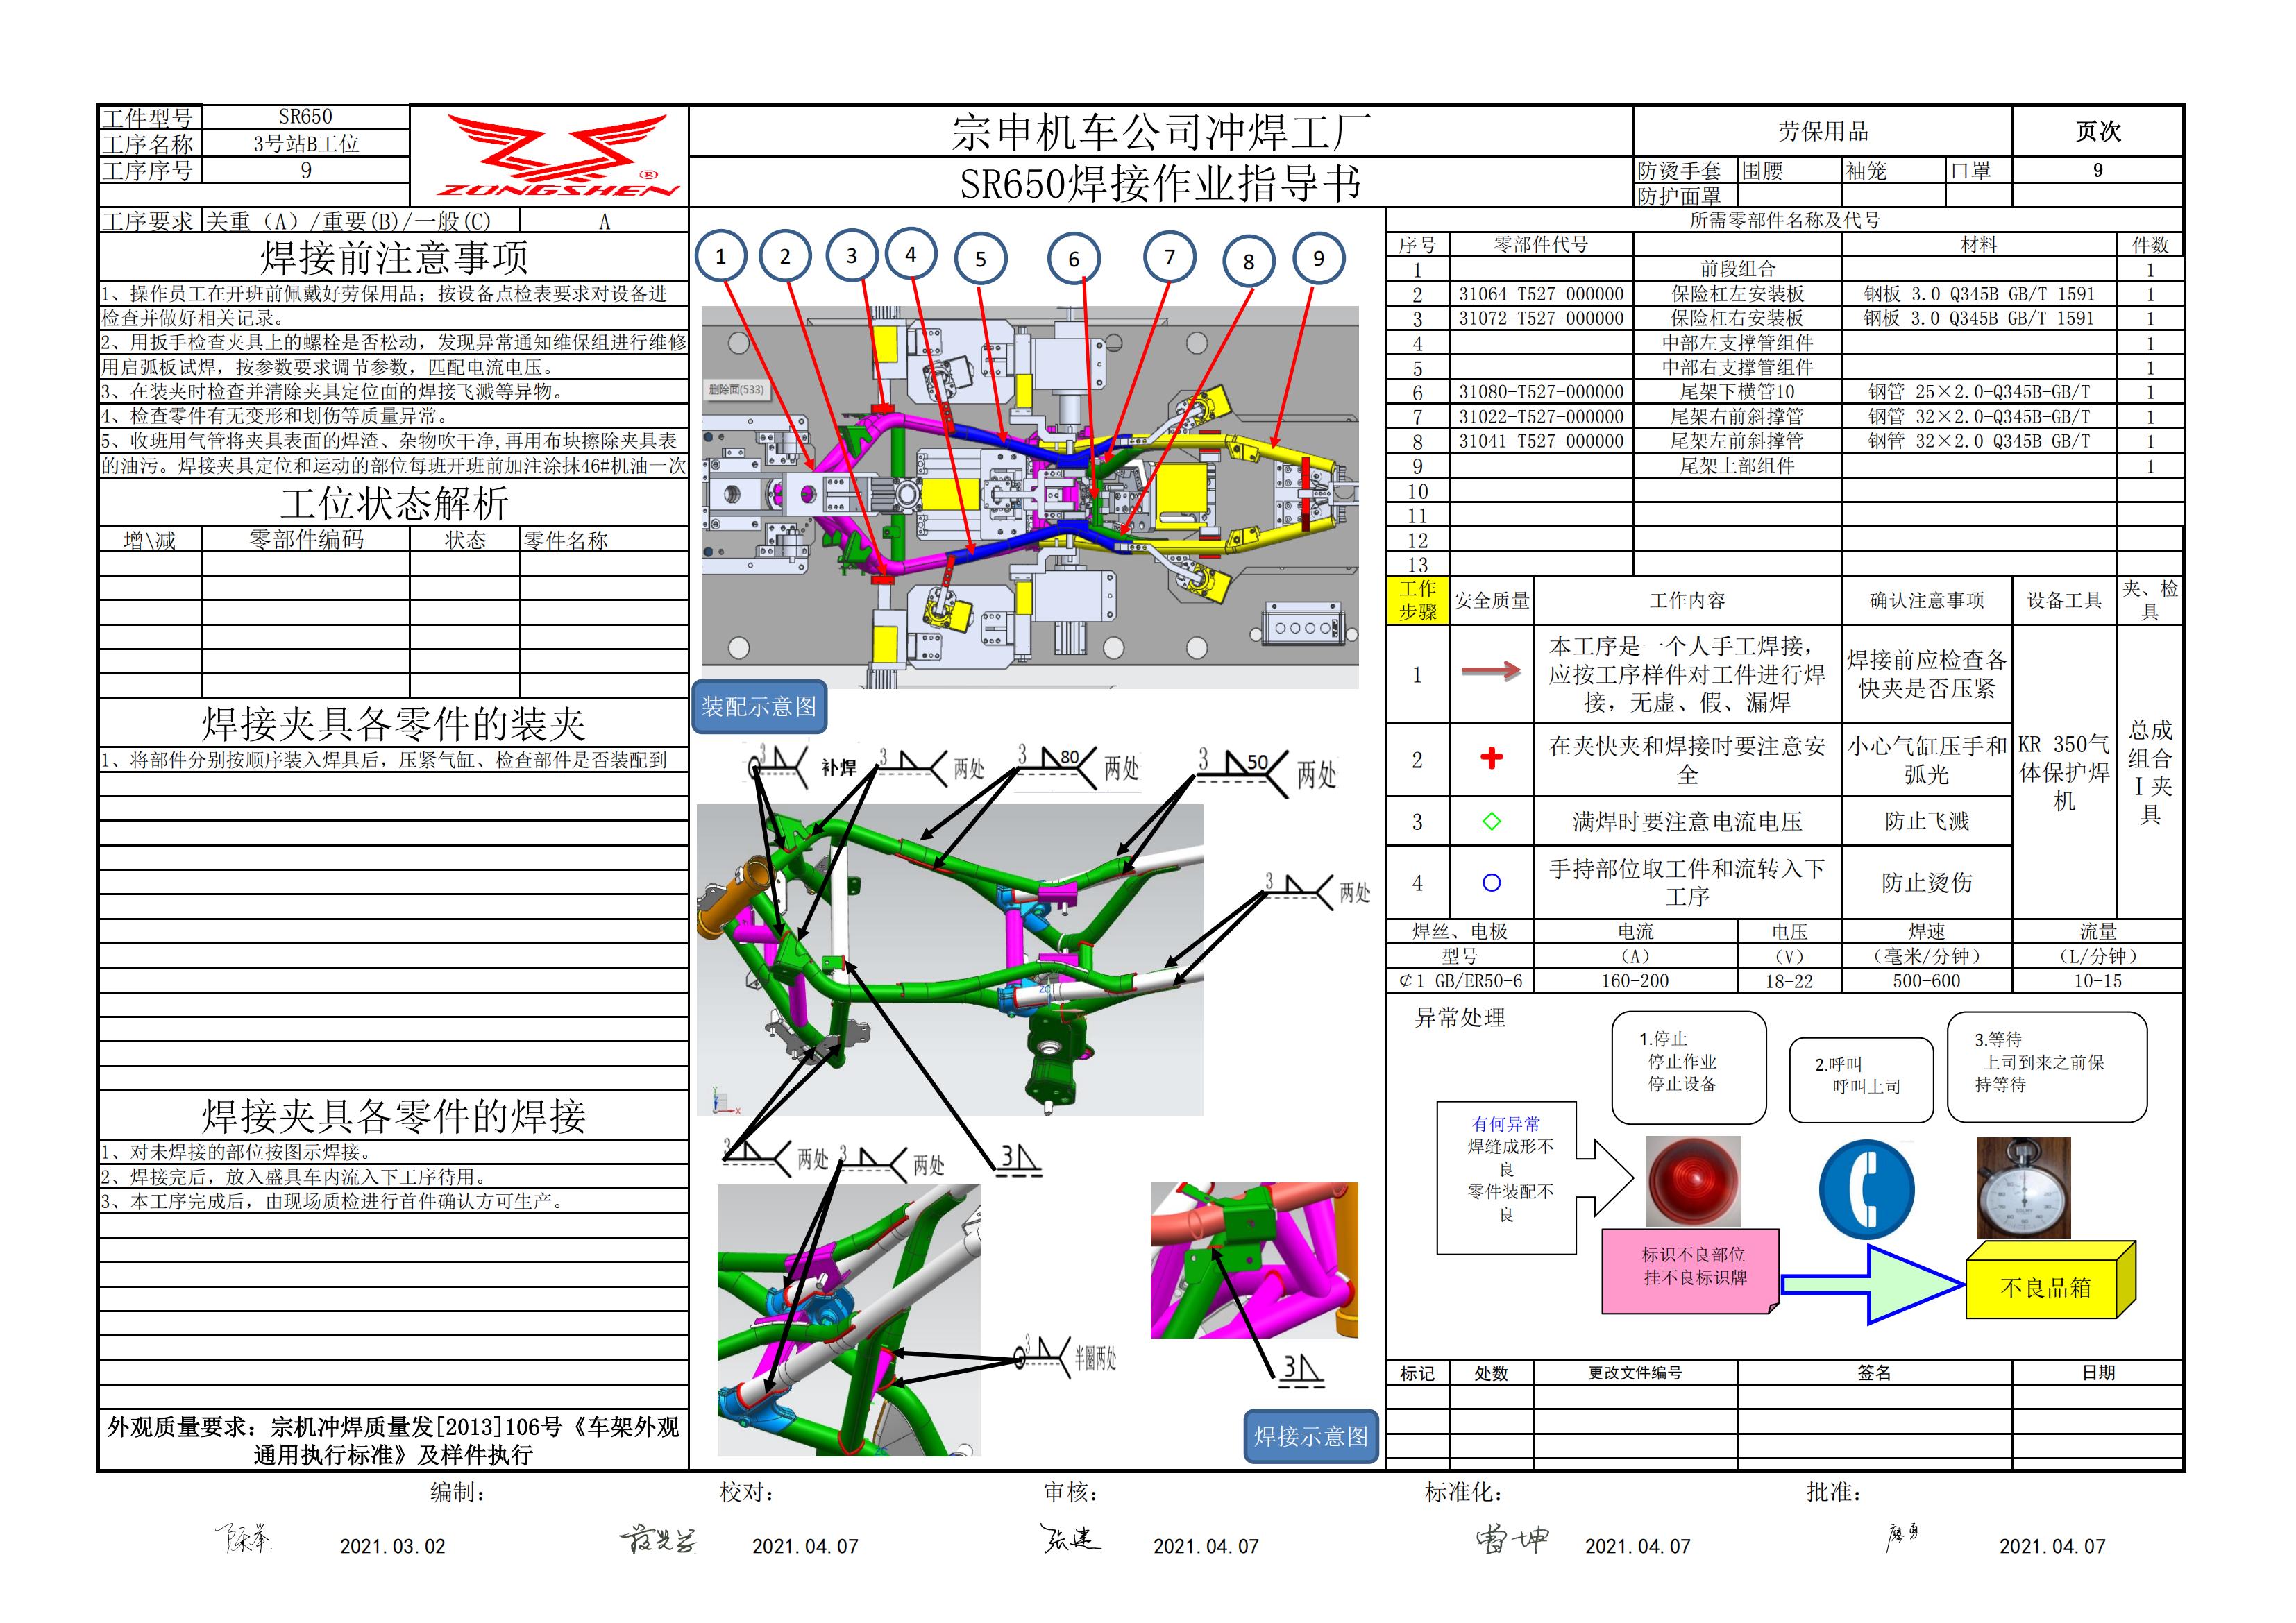 工件型号 SR650
工序名称 3号站B工位
工序序号 9
ZONGSHEN ®
宗申机车公司冲焊工厂
SR650焊接作业指导书
劳保用品 页次
防烫手套 围腰 袖笼 口罩 9
防护面罩
工序要求 关重（A）/重要(B)/一般(C) A
焊接前注意事项
1、操作员工在开班前佩戴好劳保用品；按设备点检表要求对设备进
检查并做好相关记录。
2、用扳手检查夹具上的螺栓是否松动，发现异常通知维保组进行维修
用启弧板试焊，按参数要求调节参数，匹配电流电压。
3、在装夹时检查并清除夹具定位面的焊接飞溅等异物。
4、检查零件有无变形和划伤等质量异常。
5、收班用气管将夹具表面的焊渣、杂物吹干净,再用布块擦除夹具表
的油污。焊接夹具定位和运动的部位每班开班前加注涂抹46#机油一次
工位状态解析
增\减 零部件编码 状态 零件名称
焊接夹具各零件的装夹
1、将部件分别按顺序装入焊具后，压紧气缸、检查部件是否装配到
焊接夹具各零件的焊接
1、对未焊接的部位按图示焊接。
2、焊接完后，放入盛具车内流入下工序待用。
3、本工序完成后，由现场质检进行首件确认方可生产。
外观质量要求：宗机冲焊质量发[2013]106号《车架外观
通用执行标准》及样件执行
1 2 3 4 5 6 7 8 9
删除面(533)
装配示意图
3 补焊 3 两处 3 80 两处 3 50 两处
3 两处
Y X
3 两处 3 两处 3
3 半圈两处
3
焊接示意图
所需零部件名称及代号
序号 零部件代号 材料 件数
1 前段组合 1
2 31064-T527-000000 保险杠左安装板 钢板 3.0-Q345B-GB/T 1591 1
3 31072-T527-000000 保险杠右安装板 钢板 3.0-Q345B-GB/T 1591 1
4 中部左支撑管组件 1
5 中部右支撑管组件 1
6 31080-T527-000000 尾架下横管10 钢管 25×2.0-Q345B-GB/T 1
7 31022-T527-000000 尾架右前斜撑管 钢管 32×2.0-Q345B-GB/T 1
8 31041-T527-000000 尾架左前斜撑管 钢管 32×2.0-Q345B-GB/T 1
9 尾架上部组件 1
10
11
12
13
工作步骤 安全质量 工作内容 确认注意事项 设备工具 夹、检具
1 本工序是一个人手工焊接，应按工序样件对工件进行焊接，无虚、假、漏焊 焊接前应检查各快夹是否压紧
2 在夹快夹和焊接时要注意安全 小心气缸压手和弧光
3 满焊时要注意电流电压 防止飞溅
4 手持部位取工件和流转入下工序 防止烫伤
KR 350气体保护焊机
总成组合Ⅰ夹具
焊丝、电极 电流 电压 焊速 流量
型号 （A） （V） （毫米/分钟） （L/分钟）
¢1 GB/ER50-6 160-200 18-22 500-600 10-15
异常处理
1.停止
停止作业
停止设备
2.呼叫
呼叫上司
3.等待
上司到来之前保
持等待
有何异常
焊缝成形不
良
零件装配不
良
标识不良部位
挂不良标识牌
不良品箱
标记 处数 更改文件编号 签名 日期
编制： 校对： 审核： 标准化： 批准：
2021.03.02 2021.04.07 张建 2021.04.07 雷坤 2021.04.07 廖勇 2021.04.07